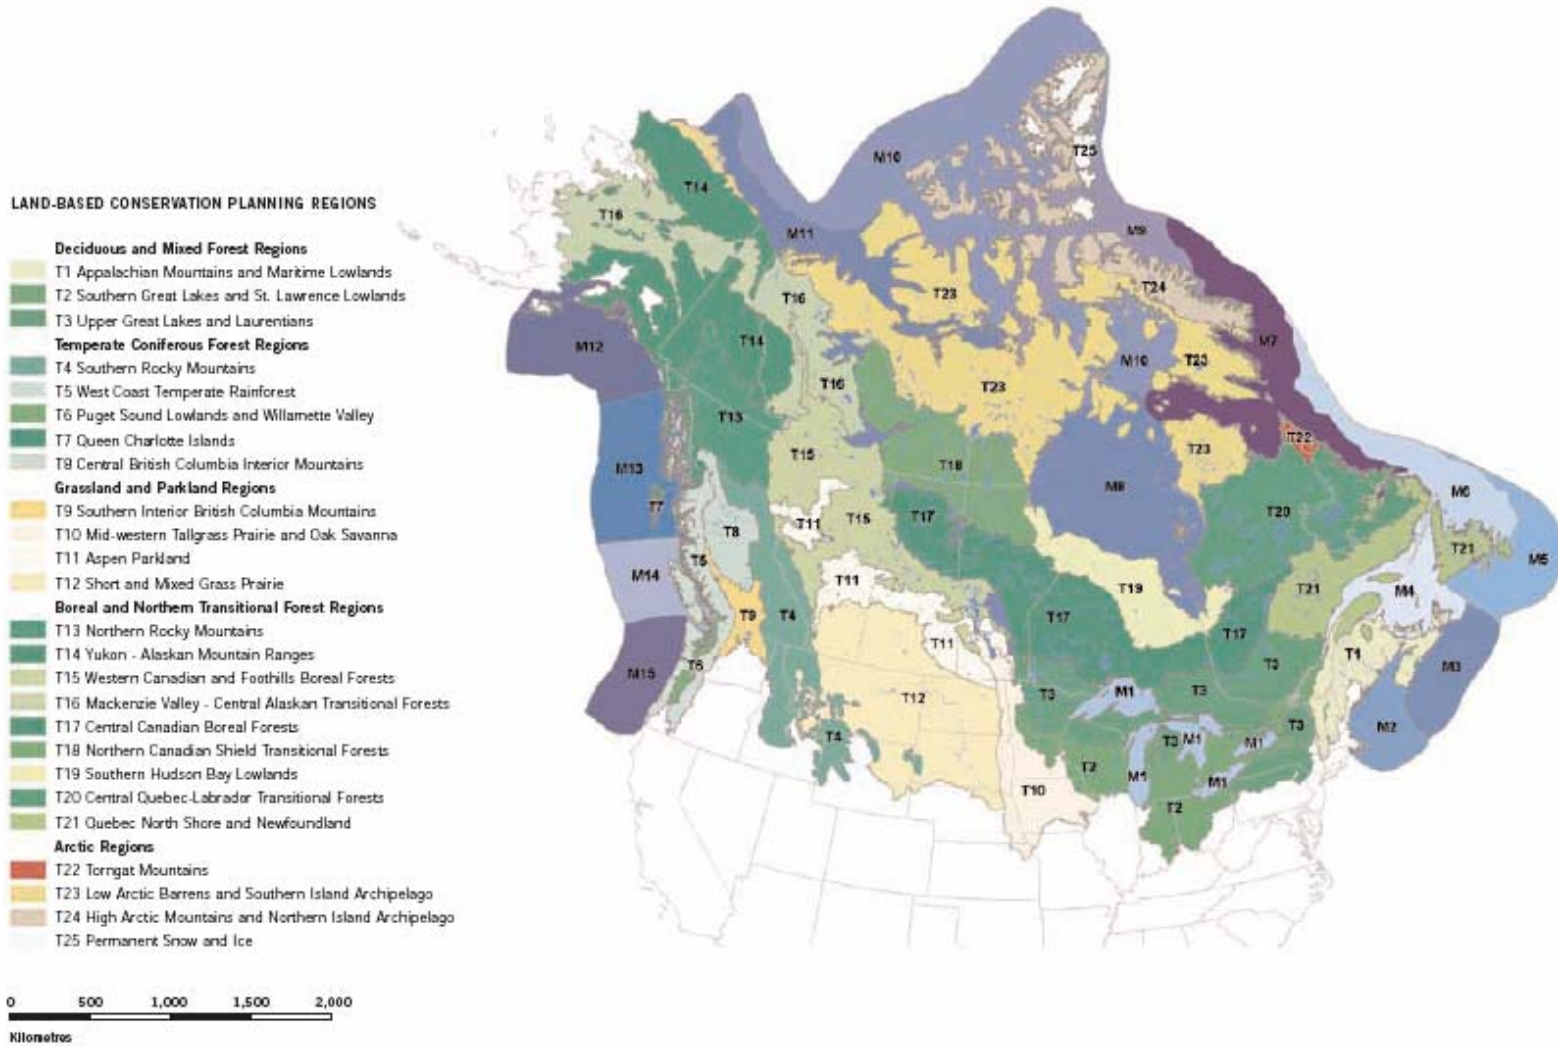 LAND-BASED CONSERVATION PLANNING REGIONS
Deciduous and Mixed Forest Regions
T1 Appalachian Mountains and Maritime Lowlands
T2 Southern Great Lakes and St. Lawrence Lowlands
T3 Upper Great Lakes and Laurentians
Temperate Coniferous Forest Regions
T4 Southern Rocky Mountains
T5 West Coast Temperate Rainforest
T6 Puget Sound Lowlands and Willamette Valley
T7 Queen Charlotte Islands
T8 Central British Columbia Interior Mountains
Grassland and Parkland Regions
T9 Southern Interior British Columbia Mountains
T10 Mid-western Tallgrass Prairie and Oak Savanna
T11 Aspen Parkland
T12 Short and Mixed Grass Prairie
Boreal and Northern Transitional Forest Regions
T13 Northern Rocky Mountains
T14 Yukon - Alaskan Mountain Ranges
T15 Western Canadian and Foothills Boreal Forests
T16 Mackenzie Valley - Central Alaskan Transitional Forests
T17 Central Canadian Boreal Forests
T18 Northern Canadian Shield Transitional Forests
T19 Southern Hudson Bay Lowlands
T20 Central Quebec-Labrador Transitional Forests
T21 Quebec North Shore and Newfoundland
Arctic Regions
T22 Torngat Mountains
T23 Low Arctic Barrens and Southern Island Archipelago
T24 High Arctic Mountains and Northern Island Archipelago
T25 Permanent Snow and Ice
0 500 1,000 1,500 2,000
Kilometres
T25
M10
T14
T16
M9
M11
T24
T23
T16
M7
T14
M12
M10
T23
T16
T23
T13
T22
T23
T15
T18
M13
M8
M6
T7
T20
T17
T15
T11
T8
T21
M5
T5
M14
T11
T19
T21
M4
T9
T4
T17
T17
T11
T1
T6
T3
M3
M15
T12
T3
M1
T3
M2
T3
T4
T3
M1
M1
T2
M1
M1
T10
T2